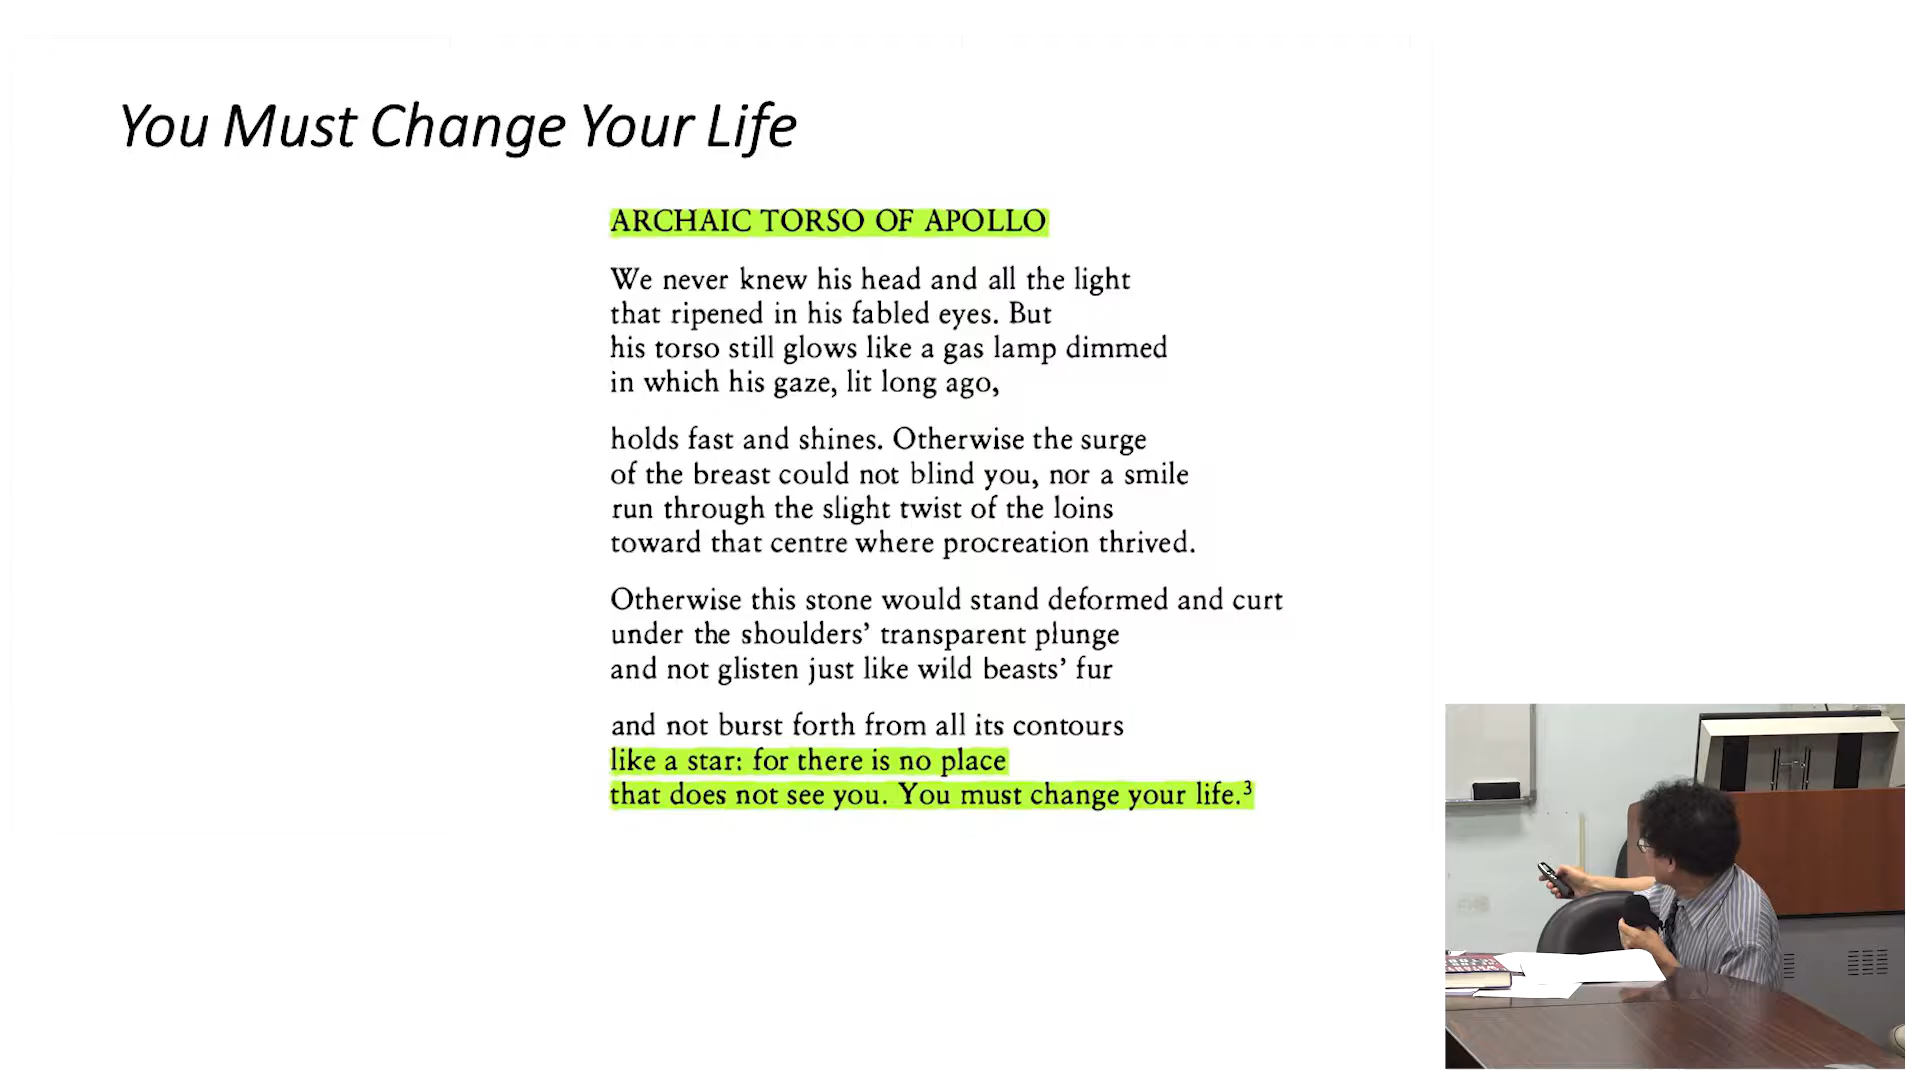 You Must Change Your Life
ARCHAIC TORSO OF APOLLO
We never knew his head and all the light
that ripened in his fabled eyes. But
his torso still glows like a gas lamp dimmed
in which his gaze, lit long ago,
holds fast and shines. Otherwise the surge
of the breast could not blind you, nor a smile
run through the slight twist of the loins
toward that centre where procreation thrived.
Otherwise this stone would stand deformed and curt
under the shoulders’ transparent plunge
and not glisten just like wild beasts’ fur
and not burst forth from all its contours
like a star: for there is no place
that does not see you. You must change your life.³